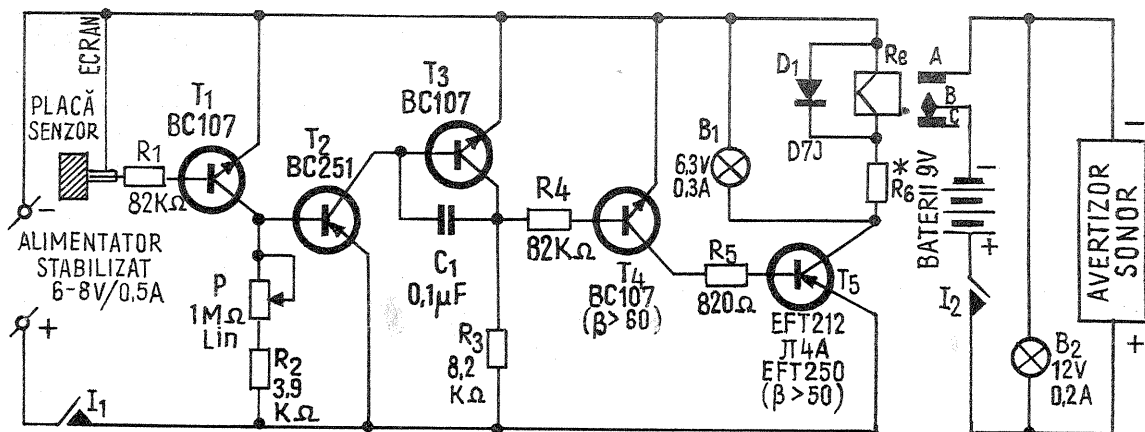 ECRAN
PLACĂ
SENZOR
R1
82KΩ
T1
BC107
T2
BC251
T3
BC107
-
ALIMENTATOR
STABILIZAT
6-8V/0,5A
+
I1
P
1MΩ
Lin
R2
3,9
KΩ
C1
0,1µF
R3
8,2
KΩ
R4
82KΩ
T4
BC107
(β>60)
B1
6,3V
0,3A
R5
820Ω
T5
EFT212
П4A
EFT250
(β>50)
D1
D7J
Re
*
R6
A
B
C
BATERII 9V
-
+
I2
B2
12V
0,2A
-
AVERTIZOR
SONOR
+